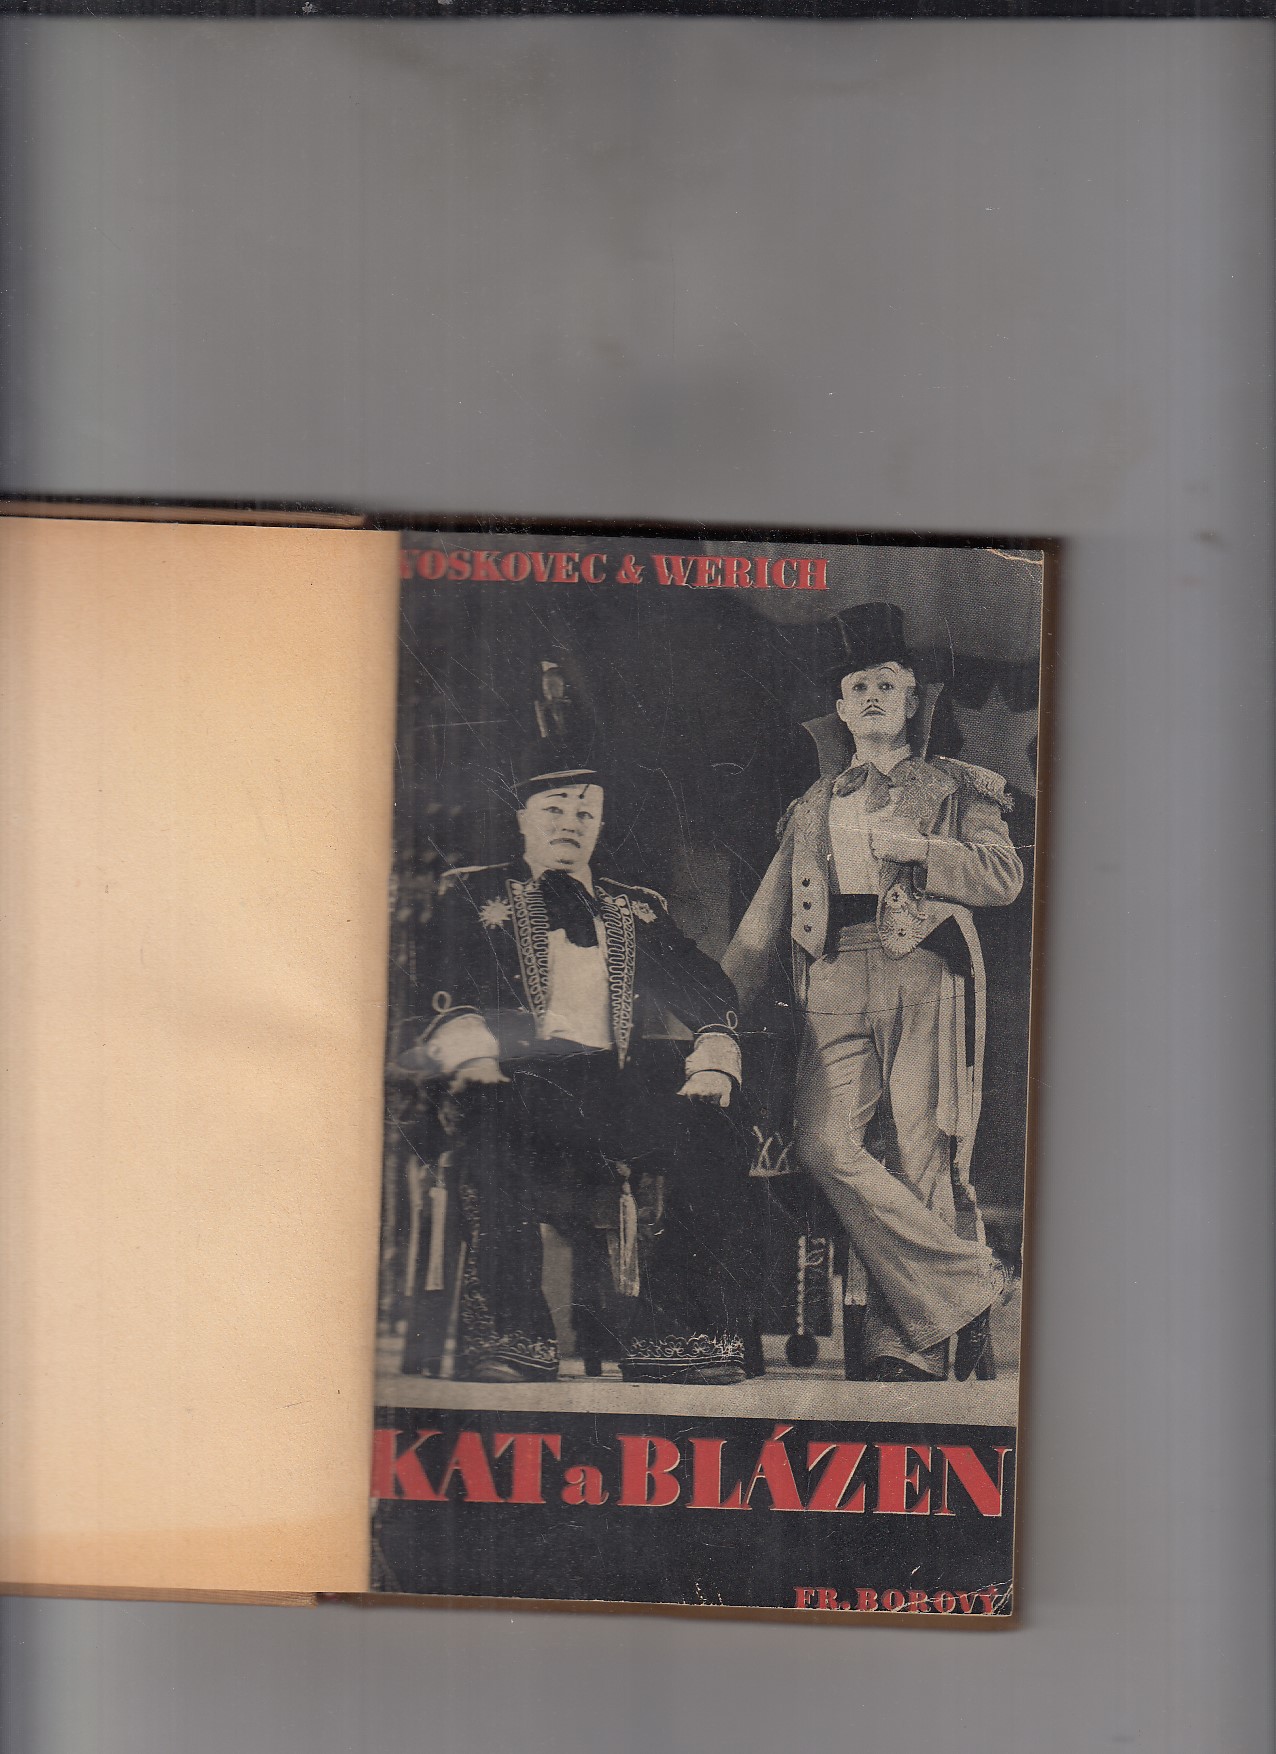 VOSKOVEC & WERICH
KAT a BLÁZEN
FR. BOROVÝ